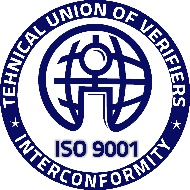 TEHNICAL UNION OF VERIFIERS
ISO 9001
★ INTERCONFORMITY ★